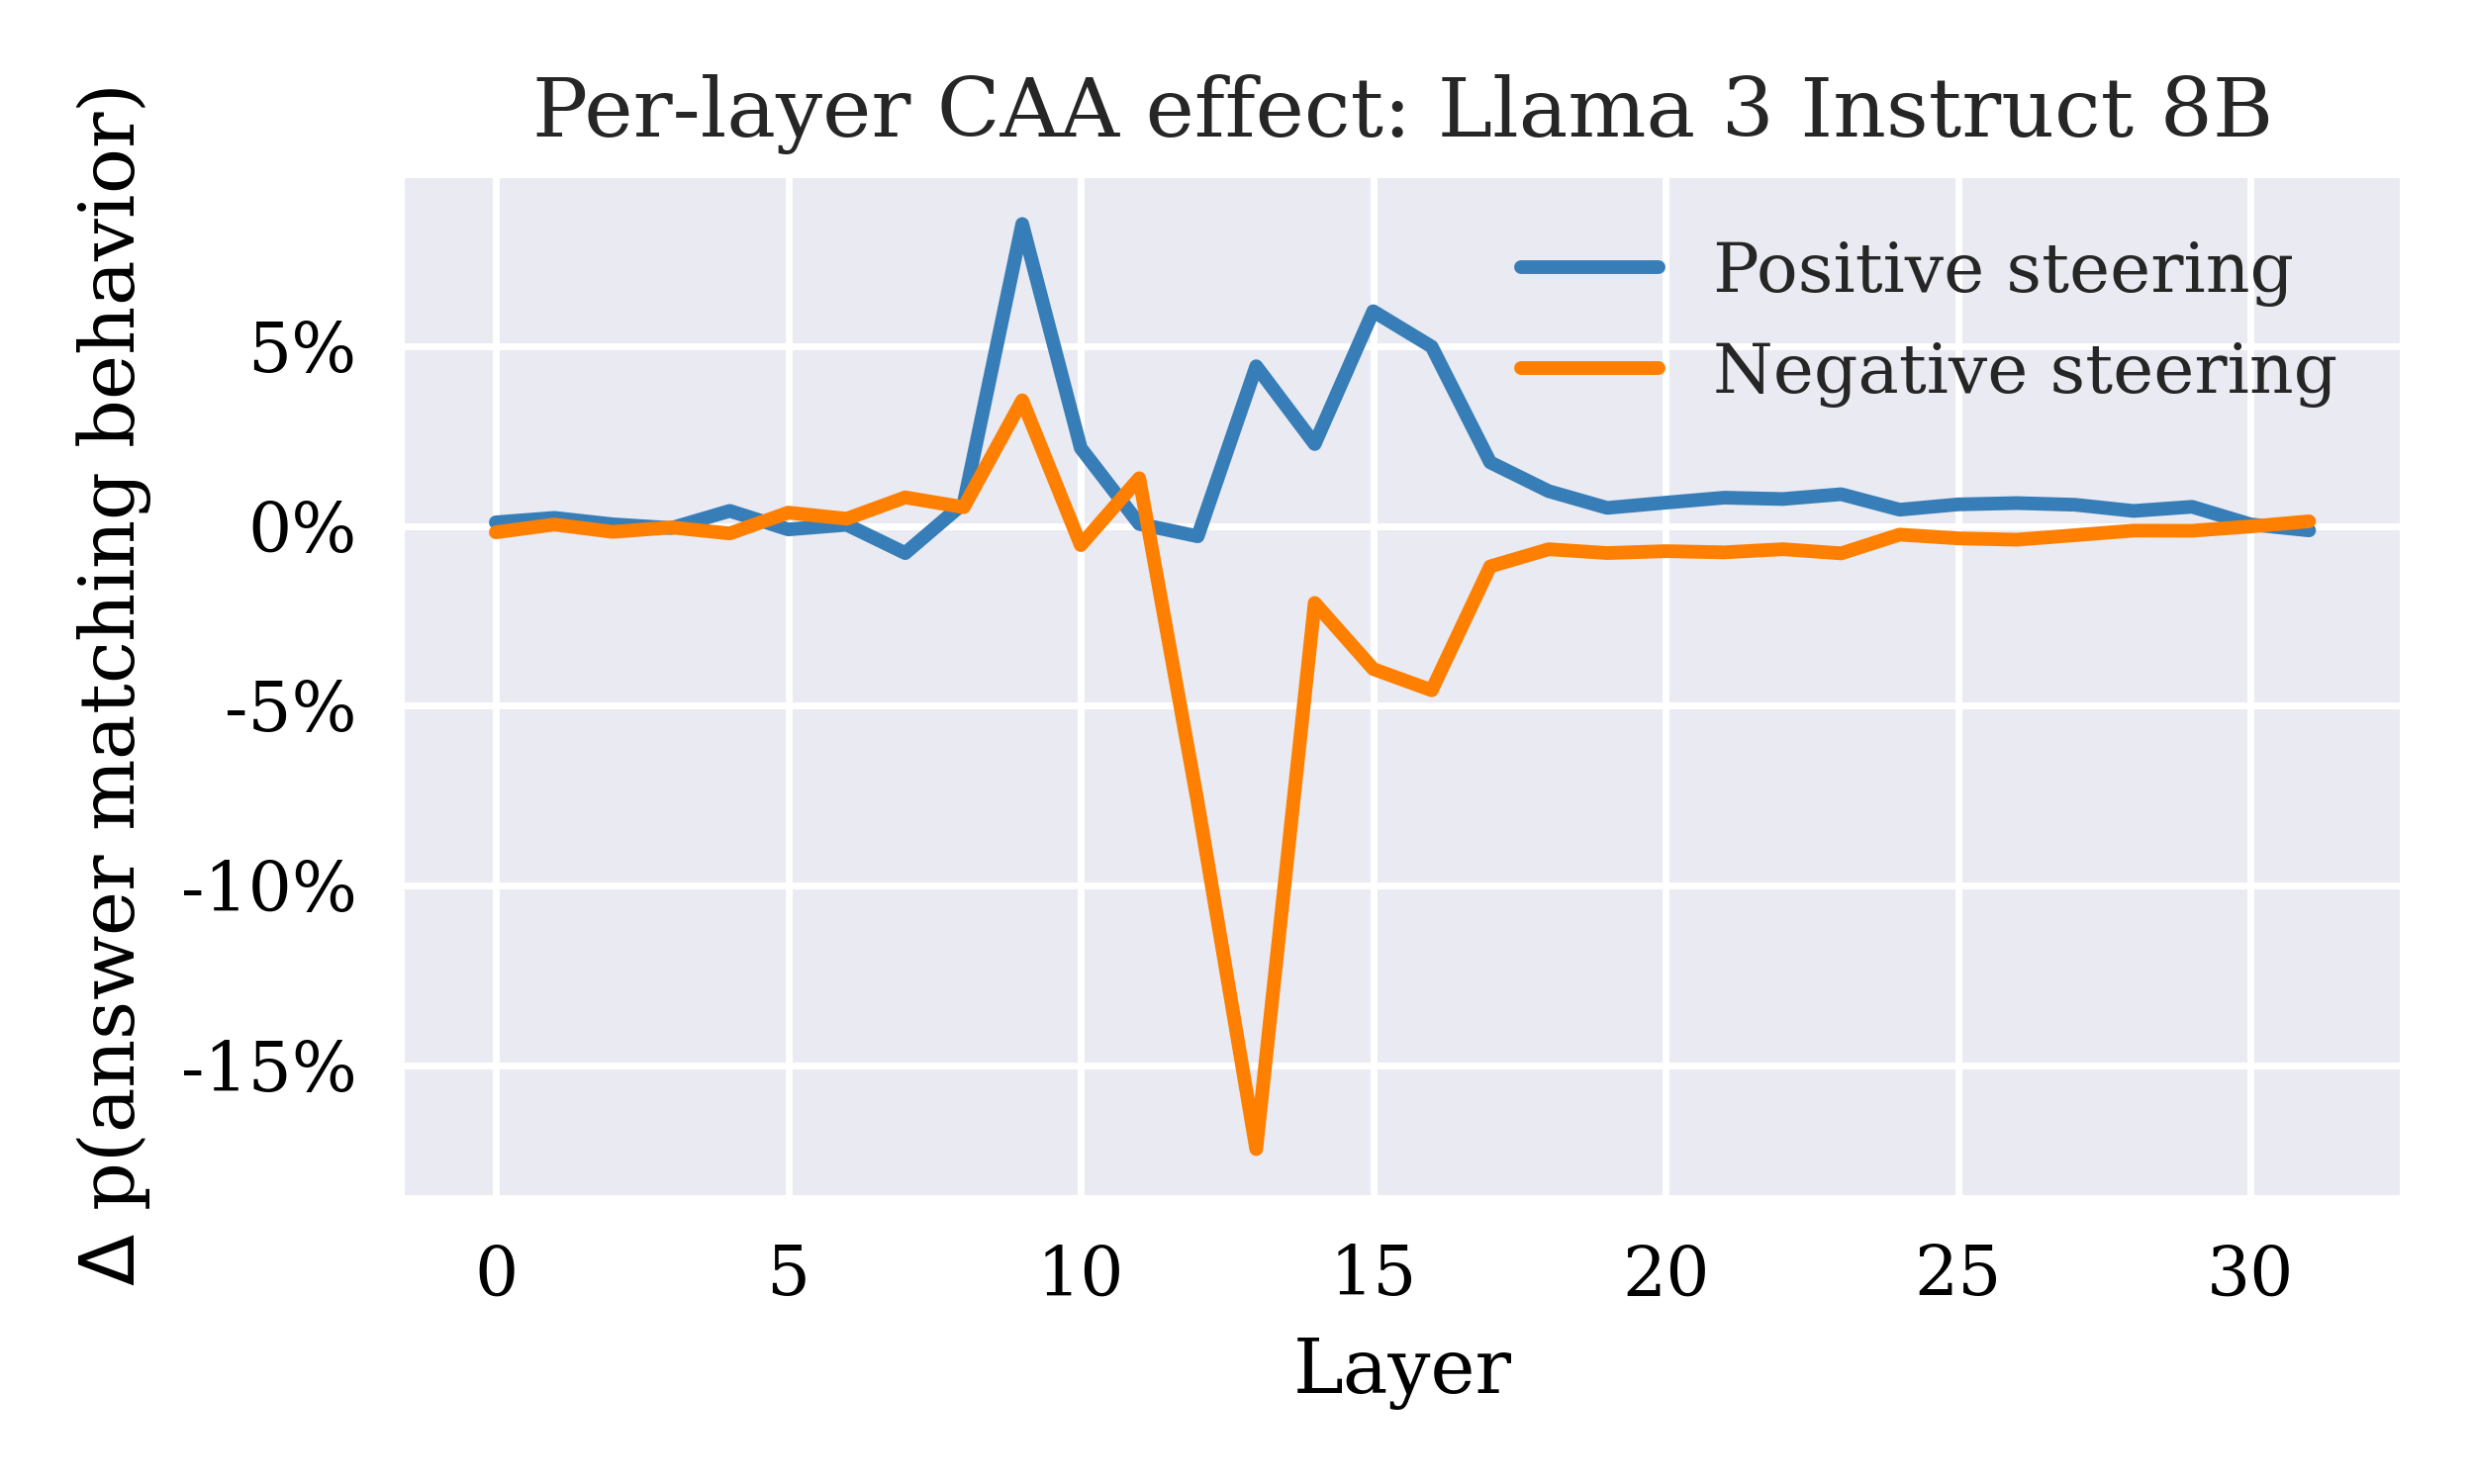 Per-layer CAA effect: Llama 3 Instruct 8B
Δ p(answer matching behavior)
5%
0%
-5%
-10%
-15%
Positive steering
Negative steering
0 5 10 15 20 25 30
Layer